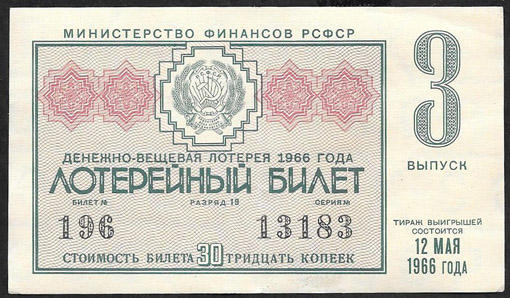 МИНИСТЕРСТВО ФИНАНСОВ РСФСР
3
ВЫПУСК
ДЕНЕЖНО-ВЕЩЕВАЯ ЛОТЕРЕЯ 1966 ГОДА
ЛОТЕРЕЙНЫЙ БИЛЕТ
БИЛЕТ № РАЗРЯД 19 СЕРИЯ №
196 13183
СТОИМОСТЬ БИЛЕТА 30 ТРИДЦАТЬ КОПЕЕК
ТИРАЖ ВЫИГРЫШЕЙ
СОСТОИТСЯ
12 МАЯ
1966 ГОДА